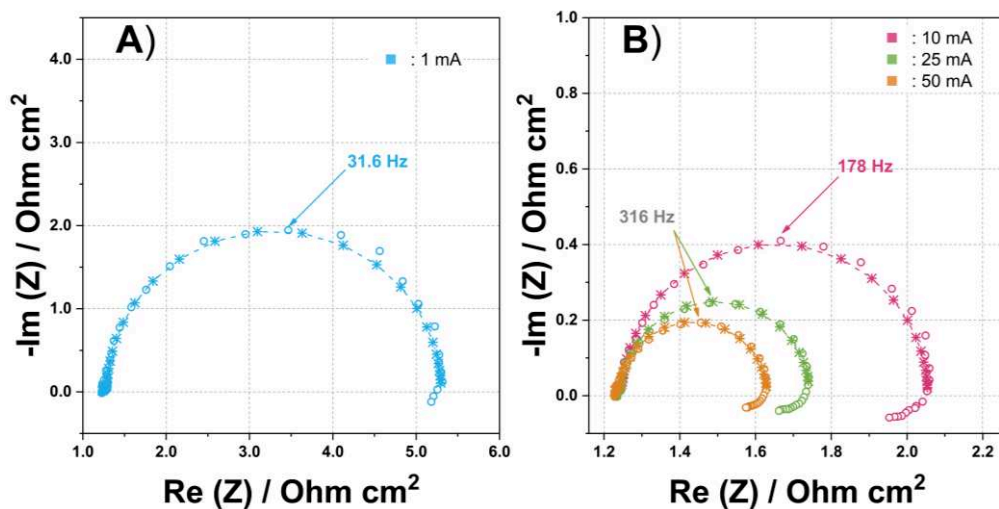 A)
: 1 mA
31.6 Hz
4.0
3.0
2.0
1.0
0.0
-Im (Z) / Ohm cm²
1.0 2.0 3.0 4.0 5.0 6.0
Re (Z) / Ohm cm²
B)
: 10 mA
: 25 mA
: 50 mA
178 Hz
316 Hz
1.0
0.8
0.6
0.4
0.2
0.0
-Im (Z) / Ohm cm²
1.2 1.4 1.6 1.8 2.0 2.2
Re (Z) / Ohm cm²